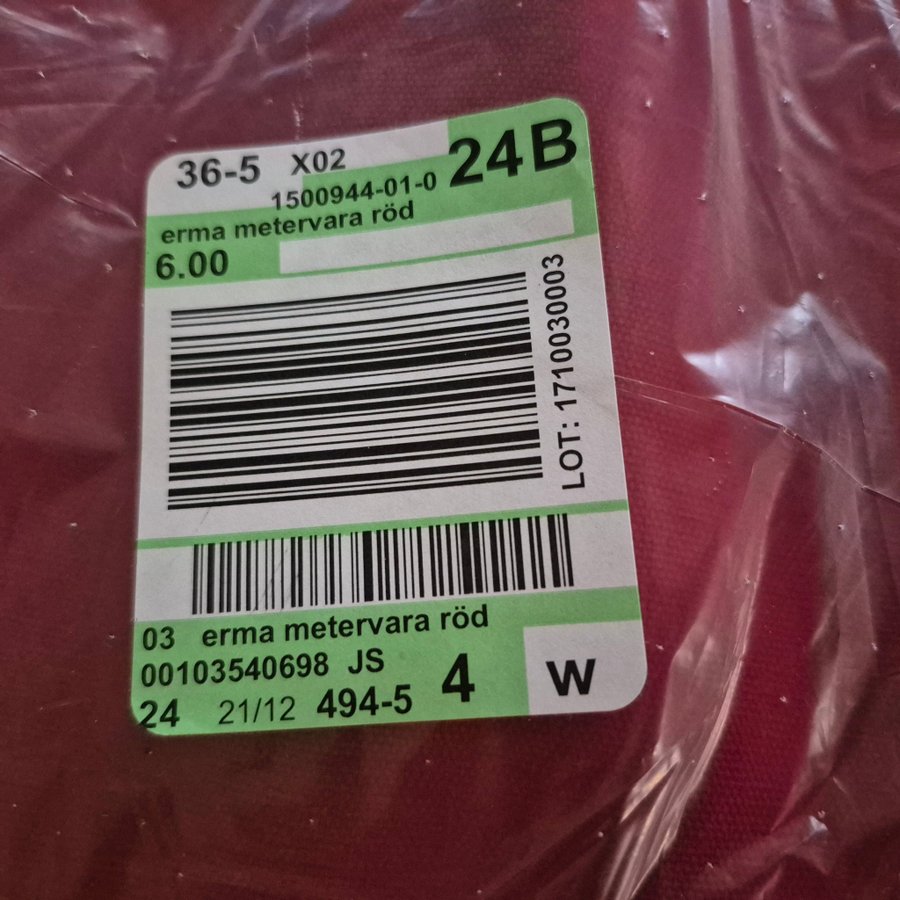 36-5 X02 24B
1500944-01-0
erma metervara röd
6.00
LOT: 1710030003
03 erma metervara röd
00103540698 JS
24 21/12 494-5 4 W